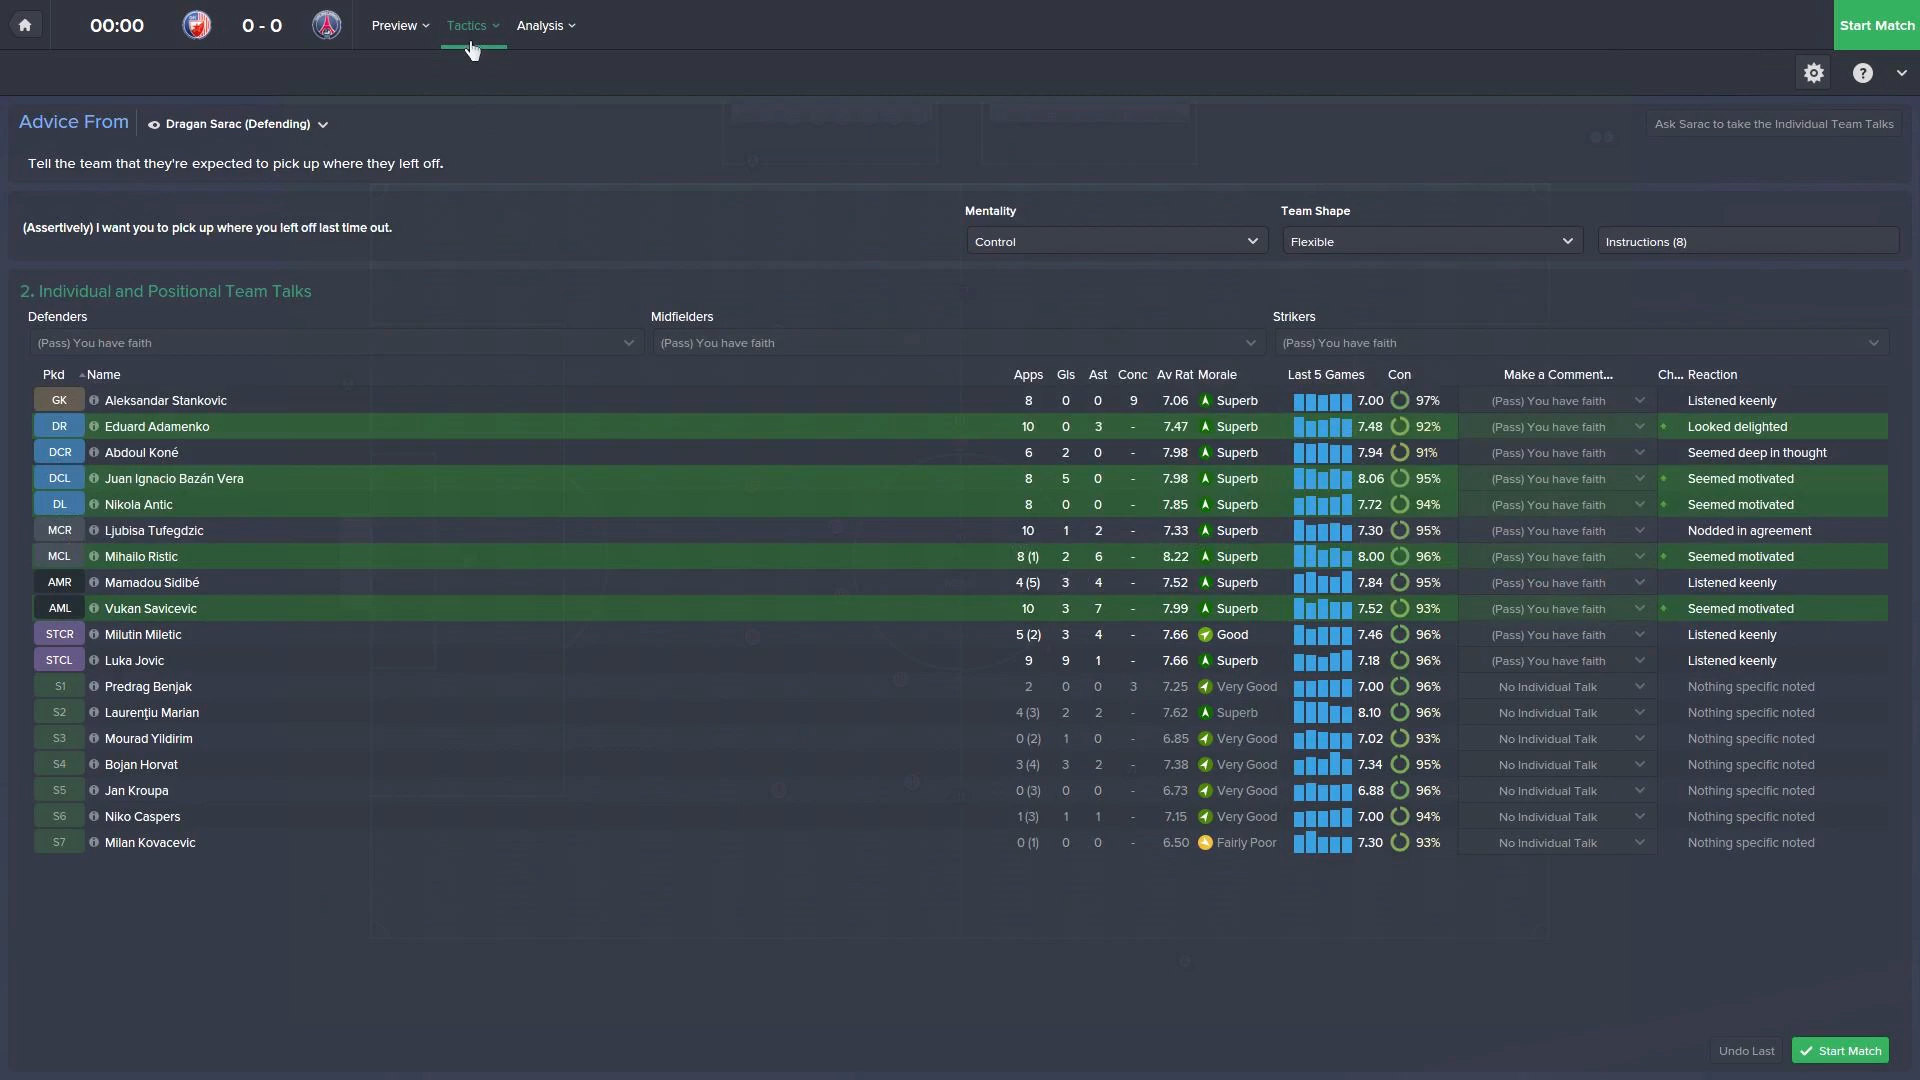 00:00 0 - 0 Preview Tactics Analysis Start Match
?
Advice From Dragan Sarac (Defending) Ask Sarac to take the Individual Team Talks
Tell the team that they're expected to pick up where they left off.
Mentality Team Shape
(Assertively) I want you to pick up where you left off last time out.
Control Flexible Instructions (8)
2. Individual and Positional Team Talks
Defenders Midfielders Strikers
(Pass) You have faith (Pass) You have faith (Pass) You have faith
Pkd Name Apps Gls Ast Conc Av Rat Morale Last 5 Games Con Make a Comment... Ch... Reaction
GK Aleksandar Stankovic 8 0 0 9 7.06 Superb 7.00 97% (Pass) You have faith Listened keenly
DR Eduard Adamenko 10 0 3 - 7.47 Superb 7.48 92% (Pass) You have faith Looked delighted
DCR Abdoul Koné 6 2 0 - 7.98 Superb 7.94 91% (Pass) You have faith Seemed deep in thought
DCL Juan Ignacio Bazán Vera 8 5 0 - 7.98 Superb 8.06 95% (Pass) You have faith Seemed motivated
DL Nikola Antic 8 0 0 - 7.85 Superb 7.72 94% (Pass) You have faith Seemed motivated
MCR Ljubisa Tufegdzic 10 1 2 - 7.33 Superb 7.30 95% (Pass) You have faith Nodded in agreement
MCL Mihailo Ristic 8 (1) 2 6 - 8.22 Superb 8.00 96% (Pass) You have faith Seemed motivated
AMR Mamadou Sidibé 4 (5) 3 4 - 7.52 Superb 7.84 95% (Pass) You have faith Listened keenly
AML Vukan Savicevic 10 3 7 - 7.99 Superb 7.52 93% (Pass) You have faith Seemed motivated
STCR Milutin Miletic 5 (2) 3 4 - 7.66 Good 7.46 96% (Pass) You have faith Listened keenly
STCL Luka Jovic 9 9 1 - 7.66 Superb 7.18 96% (Pass) You have faith Listened keenly
S1 Predrag Benjak 2 0 0 3 7.25 Very Good 7.00 96% No Individual Talk Nothing specific noted
S2 Laurenţiu Marian 4 (3) 2 2 - 7.62 Superb 8.10 96% No Individual Talk Nothing specific noted
S3 Mourad Yildirim 0 (2) 1 0 - 6.85 Very Good 7.02 93% No Individual Talk Nothing specific noted
S4 Bojan Horvat 3 (4) 3 2 - 7.38 Very Good 7.34 95% No Individual Talk Nothing specific noted
S5 Jan Kroupa 0 (3) 0 0 - 6.73 Very Good 6.88 96% No Individual Talk Nothing specific noted
S6 Niko Caspers 1 (3) 1 1 - 7.15 Very Good 7.00 94% No Individual Talk Nothing specific noted
S7 Milan Kovacevic 0 (1) 0 0 - 6.50 Fairly Poor 7.30 93% No Individual Talk Nothing specific noted
Undo Last Start Match